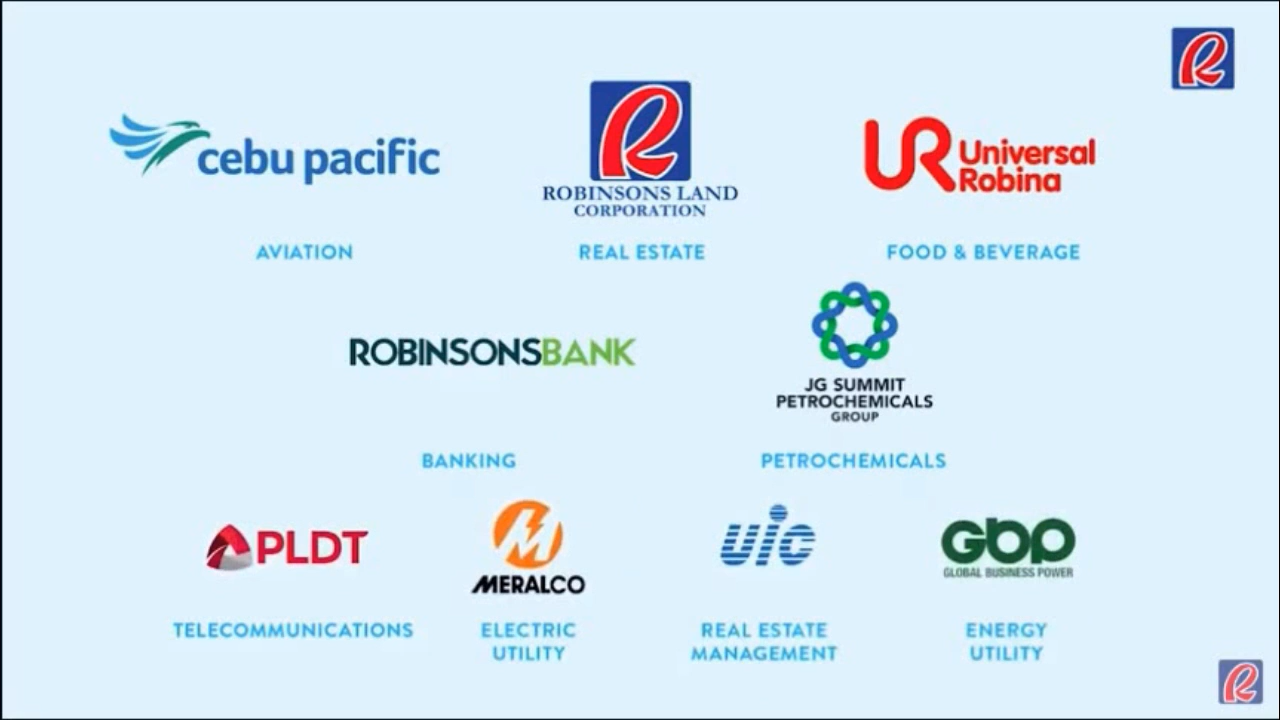 cebu pacific
R
ROBINSONS LAND
CORPORATION
UR Universal
Robina
R
AVIATION
REAL ESTATE
FOOD & BEVERAGE
ROBINSONSBANK
JG SUMMIT
PETROCHEMICALS
GROUP
BANKING
PETROCHEMICALS
PLDT
M
MERALCO
uic
Gbp
GLOBAL BUSINESS POWER
TELECOMMUNICATIONS
ELECTRIC
UTILITY
REAL ESTATE
MANAGEMENT
ENERGY
UTILITY
R